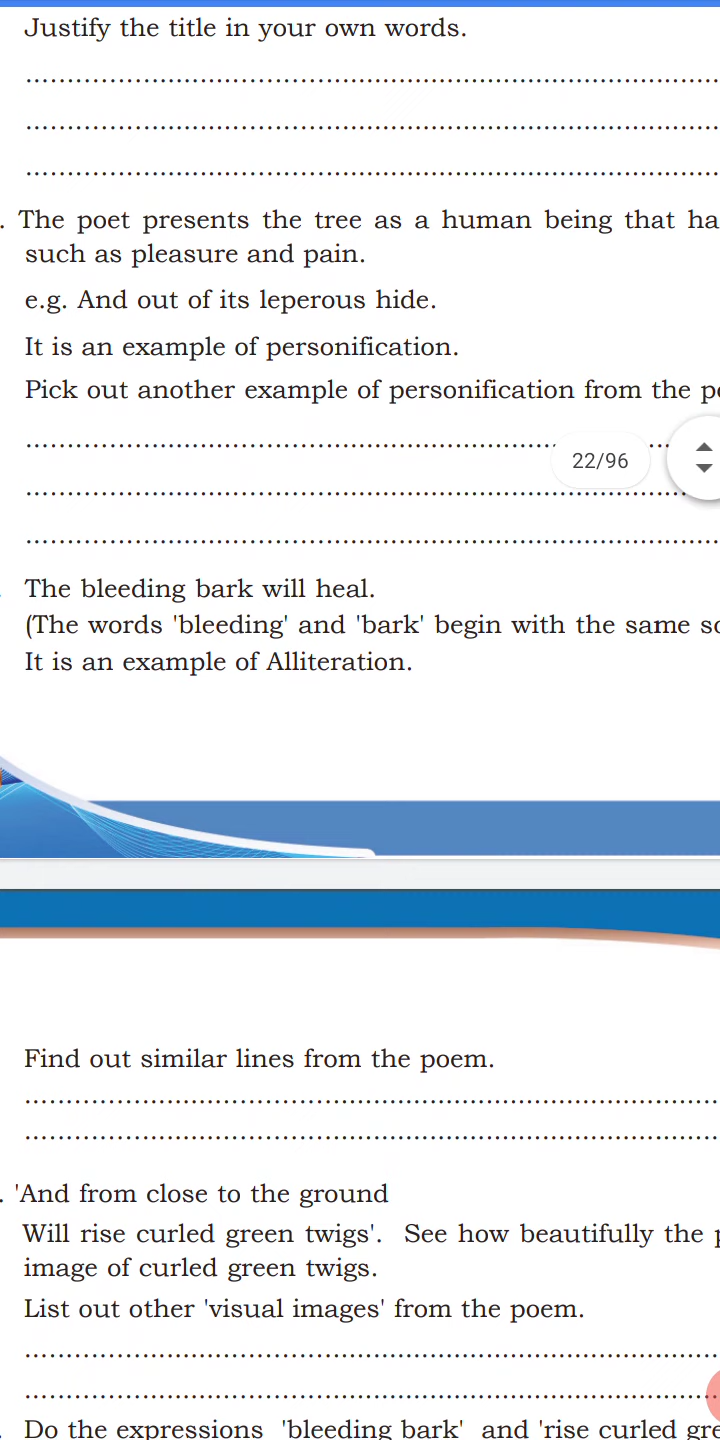 Justify the title in your own words.
................................................................................
................................................................................
................................................................................
. The poet presents the tree as a human being that ha
such as pleasure and pain.
e.g. And out of its leperous hide.
It is an example of personification.
Pick out another example of personification from the p
................................................................................
22/96
................................................................................
................................................................................
The bleeding bark will heal.
(The words 'bleeding' and 'bark' begin with the same so
It is an example of Alliteration.
Find out similar lines from the poem.
................................................................................
................................................................................
. 'And from close to the ground
Will rise curled green twigs'. See how beautifully the
image of curled green twigs.
List out other 'visual images' from the poem.
................................................................................
................................................................................
Do the expressions 'bleeding bark' and 'rise curled gre